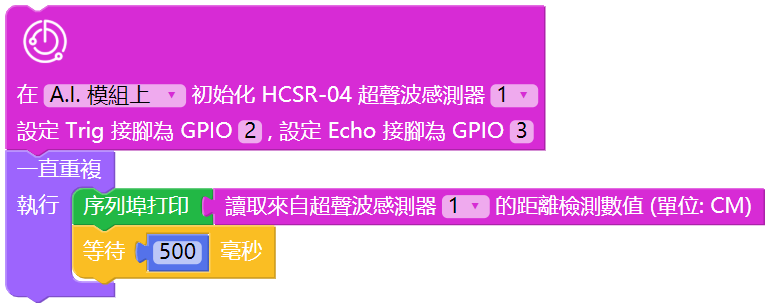 在 A.I. 模組上 初始化 HCSR-04 超聲波感測器 1
設定 Trig 接腳為 GPIO 2 , 設定 Echo 接腳為 GPIO 3
一直重複
執行 序列埠打印 讀取來自超聲波感測器 1 的距離檢測數值 (單位: CM)
等待 500 毫秒